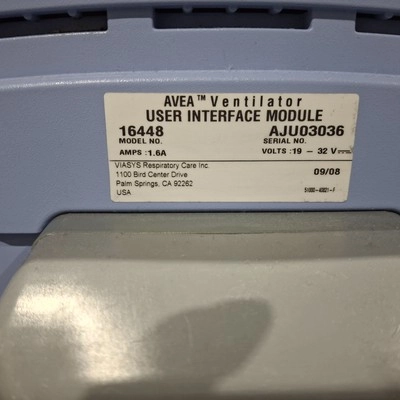 AVEA™ Ventilator
USER INTERFACE MODULE
16448 AJU03036
MODEL NO. SERIAL NO.
AMPS :1.6A VOLTS :19 – 32 V
VIASYS Respiratory Care Inc.
1100 Bird Center Drive 09/08
Palm Springs, CA 92262
USA